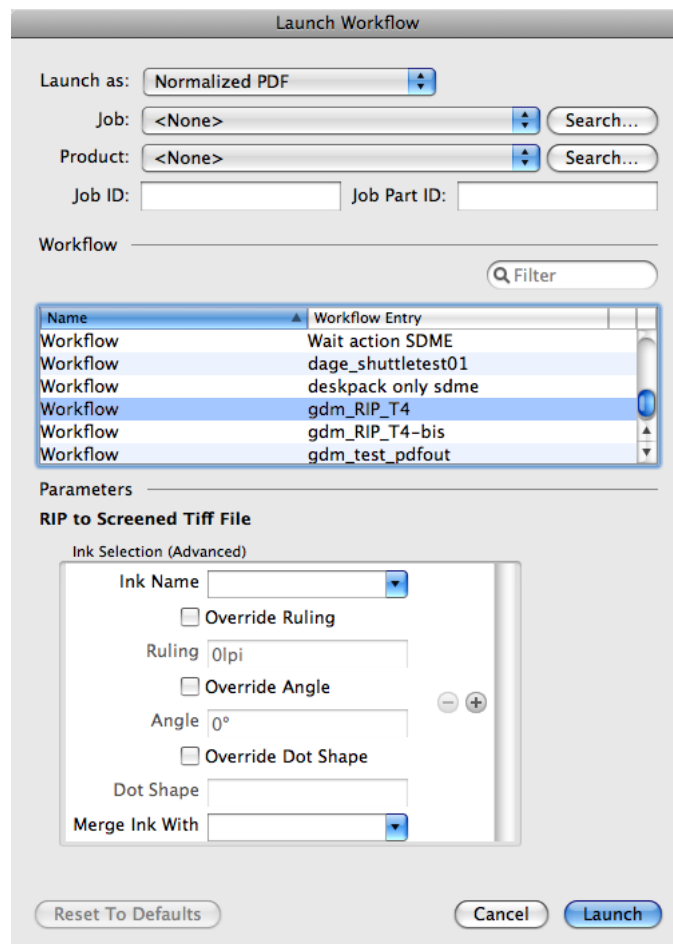 Launch Workflow
Launch as: Normalized PDF
Job: <None> Search...
Product: <None> Search...
Job ID: Job Part ID:
Workflow
Filter
Name Workflow Entry
Workflow Wait action SDME
Workflow dage_shuttletest01
Workflow deskpack only sdme
Workflow gdm_RIP_T4
Workflow gdm_RIP_T4-bis
Workflow gdm_test_pdfout
Parameters
RIP to Screened Tiff File
Ink Selection (Advanced)
Ink Name
Override Ruling
Ruling 0lpi
Override Angle
Angle 0°
Override Dot Shape
Dot Shape
Merge Ink With
Reset To Defaults Cancel Launch